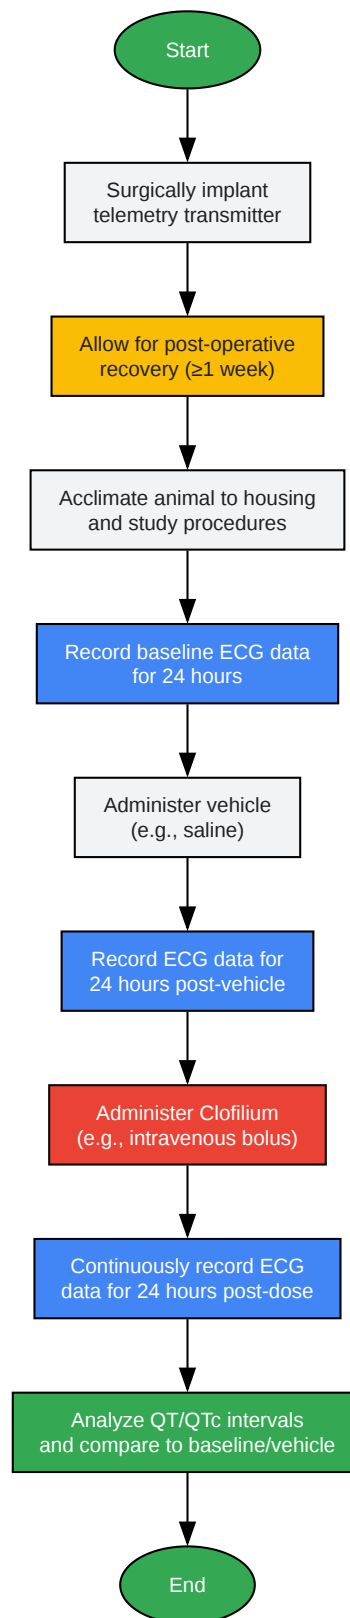 Start
Surgically implant
telemetry transmitter
Allow for post-operative
recovery (≥1 week)
Acclimate animal to housing
and study procedures
Record baseline ECG data
for 24 hours
Administer vehicle
(e.g., saline)
Record ECG data for
24 hours post-vehicle
Administer Clofilium
(e.g., intravenous bolus)
Continuously record ECG
data for 24 hours post-dose
Analyze QT/QTc intervals
and compare to baseline/vehicle
End